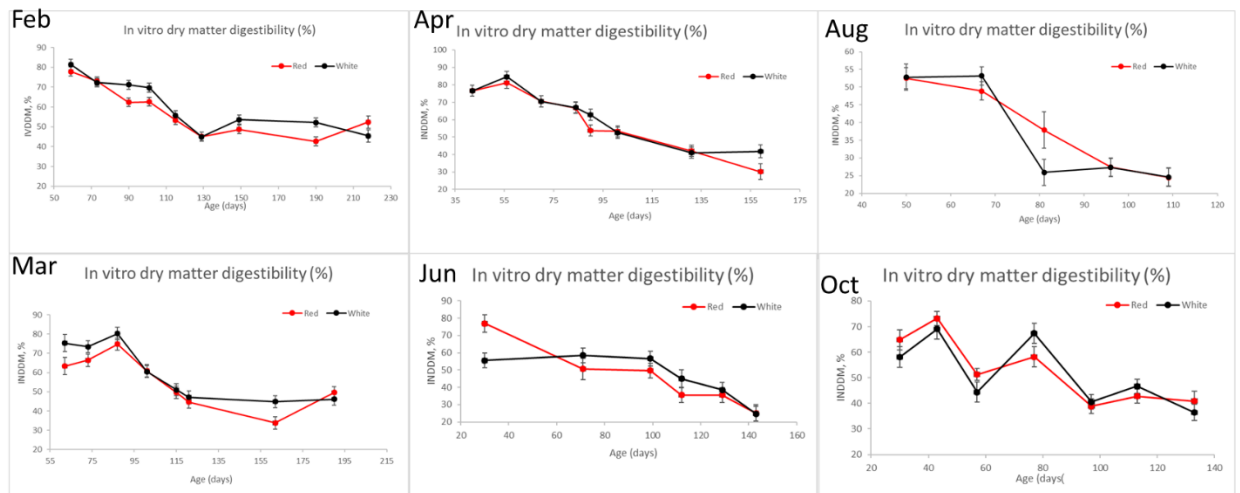 Feb
In vitro dry matter digestibility (%)
Red White
IVDDM, %
90
80
70
60
50
40
30
20
50 70 90 110 130 150 170 190 210 230
Age (days)
Apr
In vitro dry matter digestibility (%)
Red White
INDDM, %
100
90
80
70
60
50
40
30
20
35 55 75 95 115 135 155 175
Age (days)
Aug
In vitro dry matter digestibility (%)
Red White
INDDM, %
55
50
45
40
35
30
25
20
40 50 60 70 80 90 100 110 120
Age (days)
Mar
In vitro dry matter digestibility (%)
Red White
INDDM, %
90
80
70
60
50
40
30
20
55 75 95 115 135 155 175 195 215
Age (days)
Jun
In vitro dry matter digestibility (%)
Red White
INDDM, %
90
80
70
60
50
40
30
20
20 40 60 80 100 120 140 160
Age (days)
Oct
In vitro dry matter digestibility (%)
Red White
INDDM, %
80
70
60
50
40
30
20
20 40 60 80 100 120 140
Age (days(